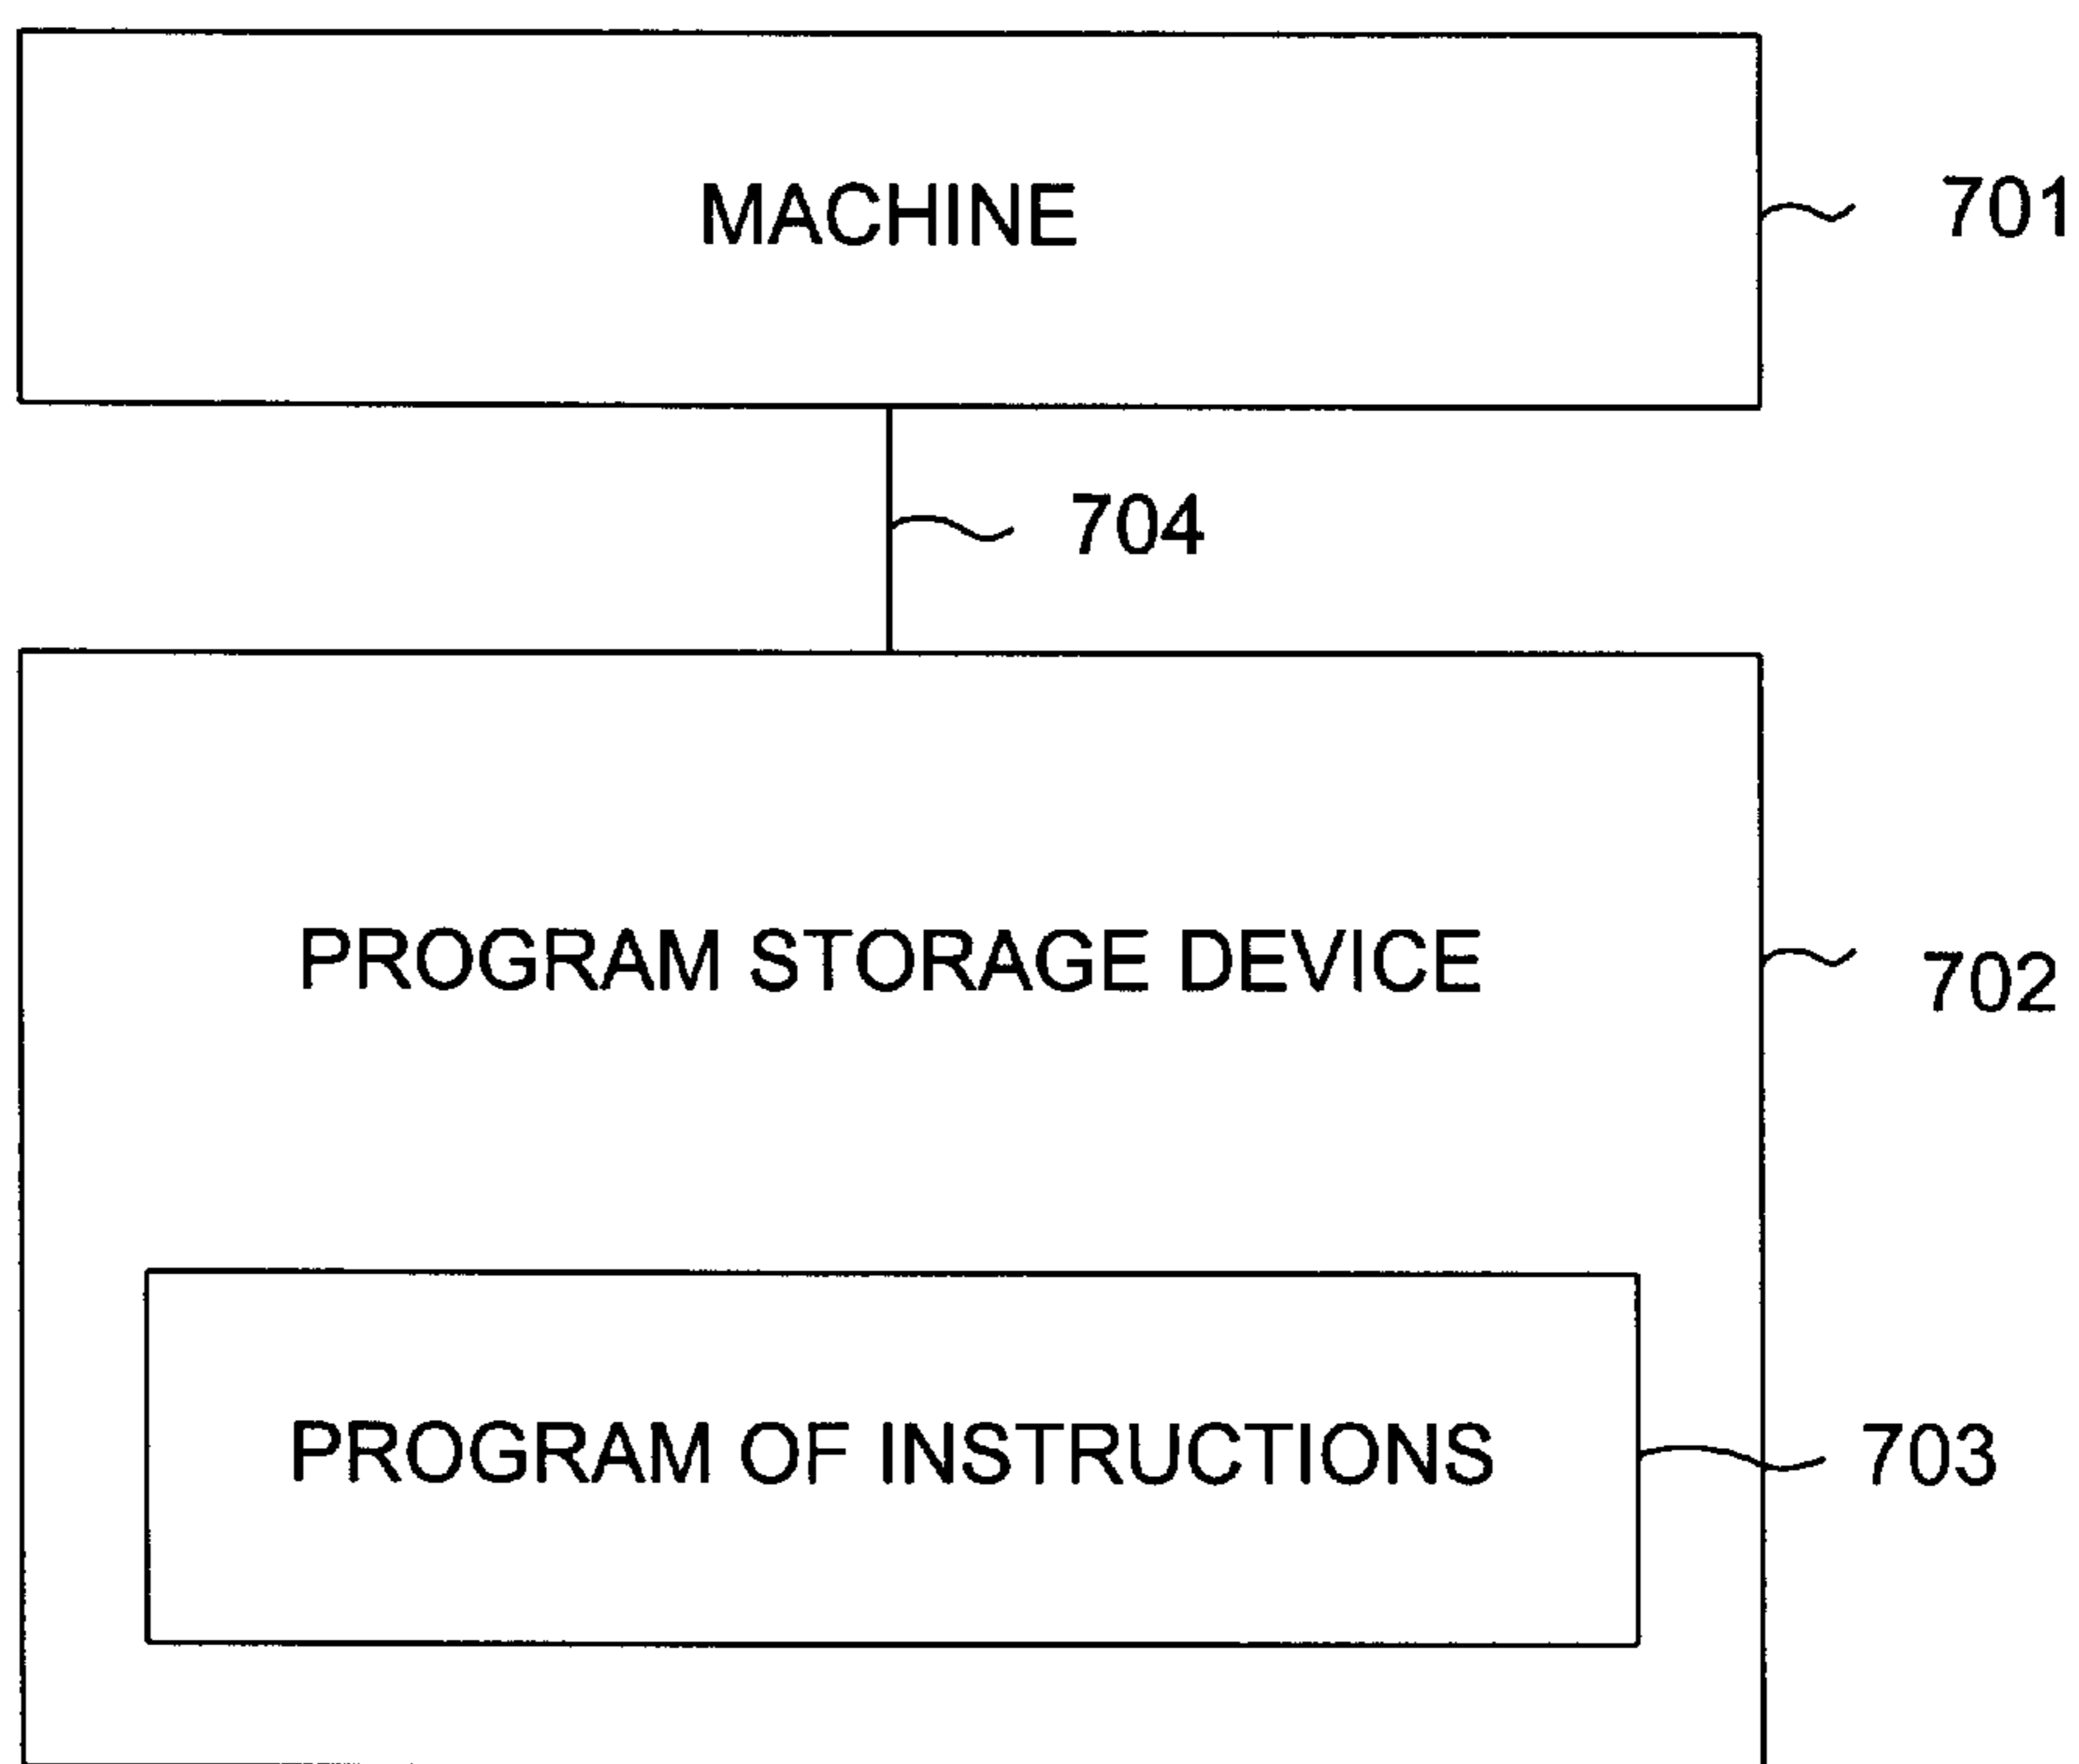 MACHINE
701
704
PROGRAM STORAGE DEVICE
702
PROGRAM OF INSTRUCTIONS
703